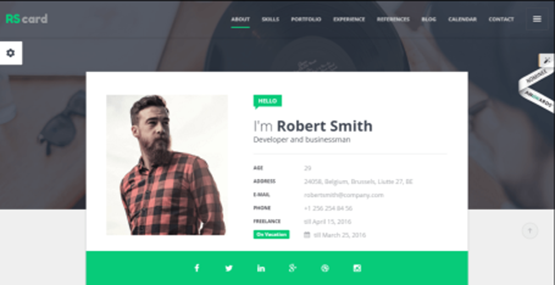 RScard
ABOUT SKILLS PORTFOLIO EXPERIENCE REFERENCES BLOG CALENDAR CONTACT
NOMINEE
HELLO
I'm Robert Smith
Developer and businessman
AGE 29
ADDRESS 24058, Belgium, Brussels, Liutte 27, BE
E-MAIL robertsmith@company.com
PHONE +1 256 254 84 56
FREELANCE till April 15, 2016
On Vacation till March 25, 2016